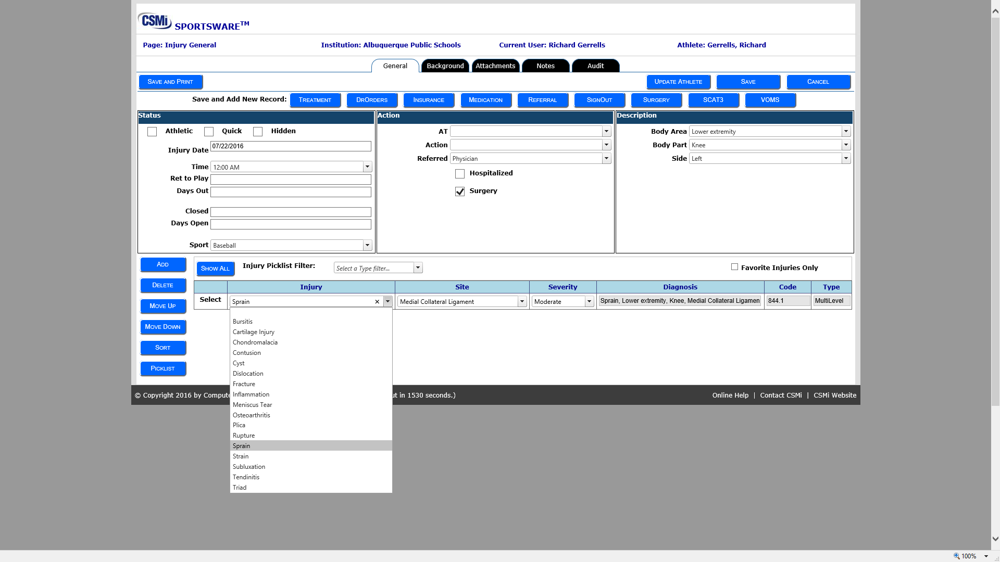 CSMi SPORTSWARE™
Page: Injury General Institution: Albuquerque Public Schools Current User: Richard Gerrells Athlete: Gerrells, Richard
General Background Attachments Notes Audit
SAVE AND PRINT UPDATE ATHLETE SAVE CANCEL
Save and Add New Record: TREATMENT DRORDERS INSURANCE MEDICATION REFERRAL SIGNOUT SURGERY SCAT3 VOMS
Status
Athletic Quick Hidden
Injury Date 07/22/2016
Time 12:00 AM
Ret to Play
Days Out
Closed
Days Open
Sport Baseball
Action
AT
Action
Referred Physician
Hospitalized
Surgery
Description
Body Area Lower extremity
Body Part Knee
Side Left
ADD
DELETE
MOVE UP
MOVE DOWN
SORT
PICKLIST
SHOW ALL Injury Picklist Filter: Select a Type filter... Favorite Injuries Only
Injury Site Severity Diagnosis Code Type
Select Sprain Medial Collateral Ligament Moderate Sprain, Lower extremity, Knee, Medial Collateral Ligamen 844.1 MultiLevel
Bursitis
Cartilage Injury
Chondromalacia
Contusion
Cyst
Dislocation
Fracture
Inflammation
Meniscus Tear
Osteoarthritis
Plica
Rupture
Sprain
Strain
Subluxation
Tendinitis
Triad
© Copyright 2016 by Compute ut in 1530 seconds.) Online Help | Contact CSMi | CSMi Website
100%